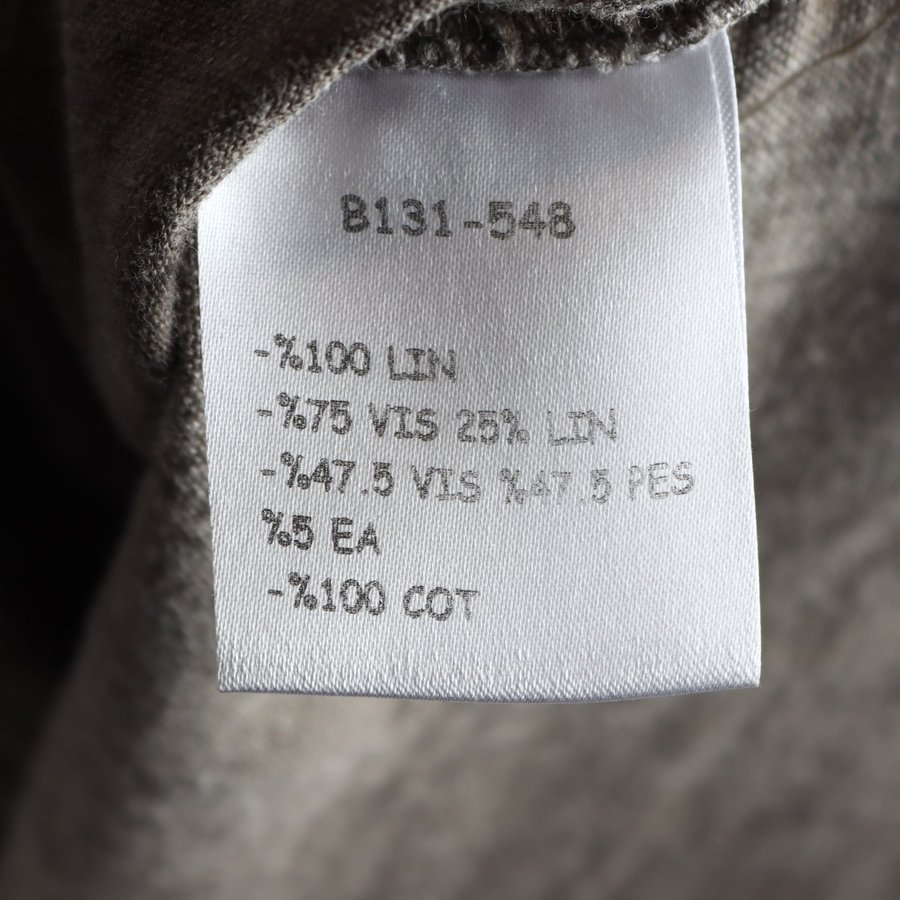 B131-548
-%100 LIN
-%75 VIS 25% LIN
-%47.5 VIS %47.5 PES
%5 EA
-%100 COT